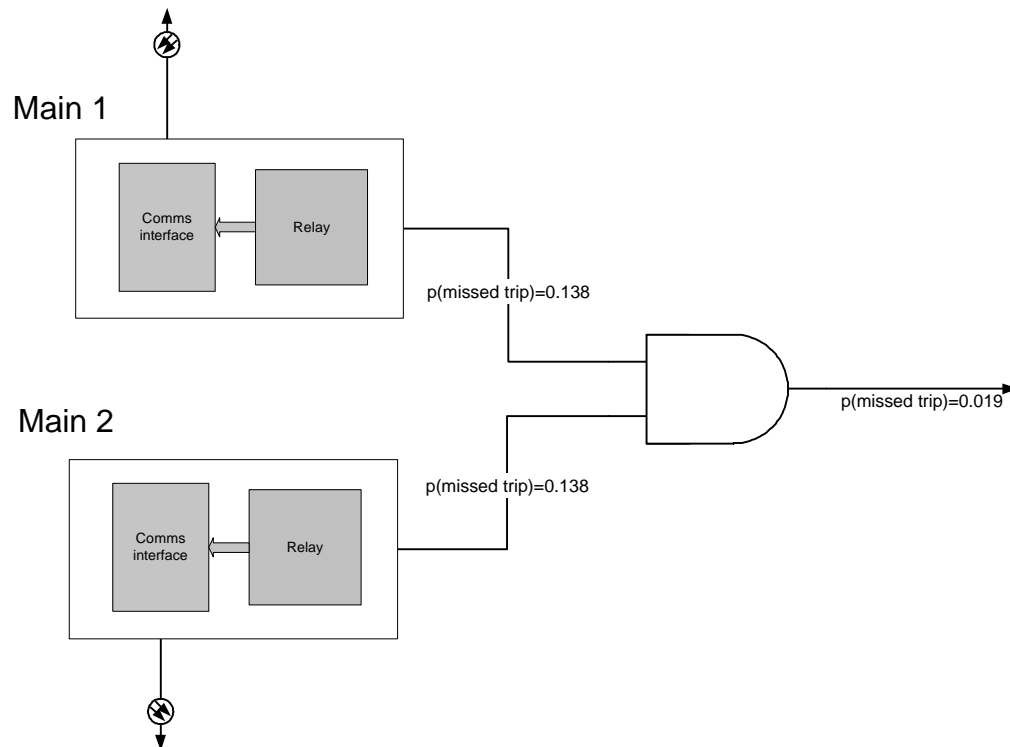 Main 1
Comms
interface
Relay
p(missed trip)=0.138
p(missed trip)=0.019
Main 2
p(missed trip)=0.138
Comms
interface
Relay